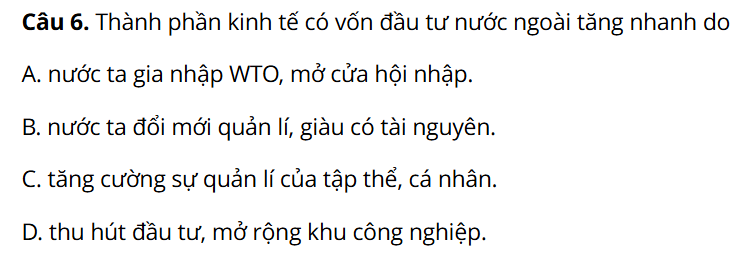 Câu 6. Thành phần kinh tế có vốn đầu tư nước ngoài tăng nhanh do
A. nước ta gia nhập WTO, mở cửa hội nhập.
B. nước ta đổi mới quản lí, giàu có tài nguyên.
C. tăng cường sự quản lí của tập thể, cá nhân.
D. thu hút đầu tư, mở rộng khu công nghiệp.